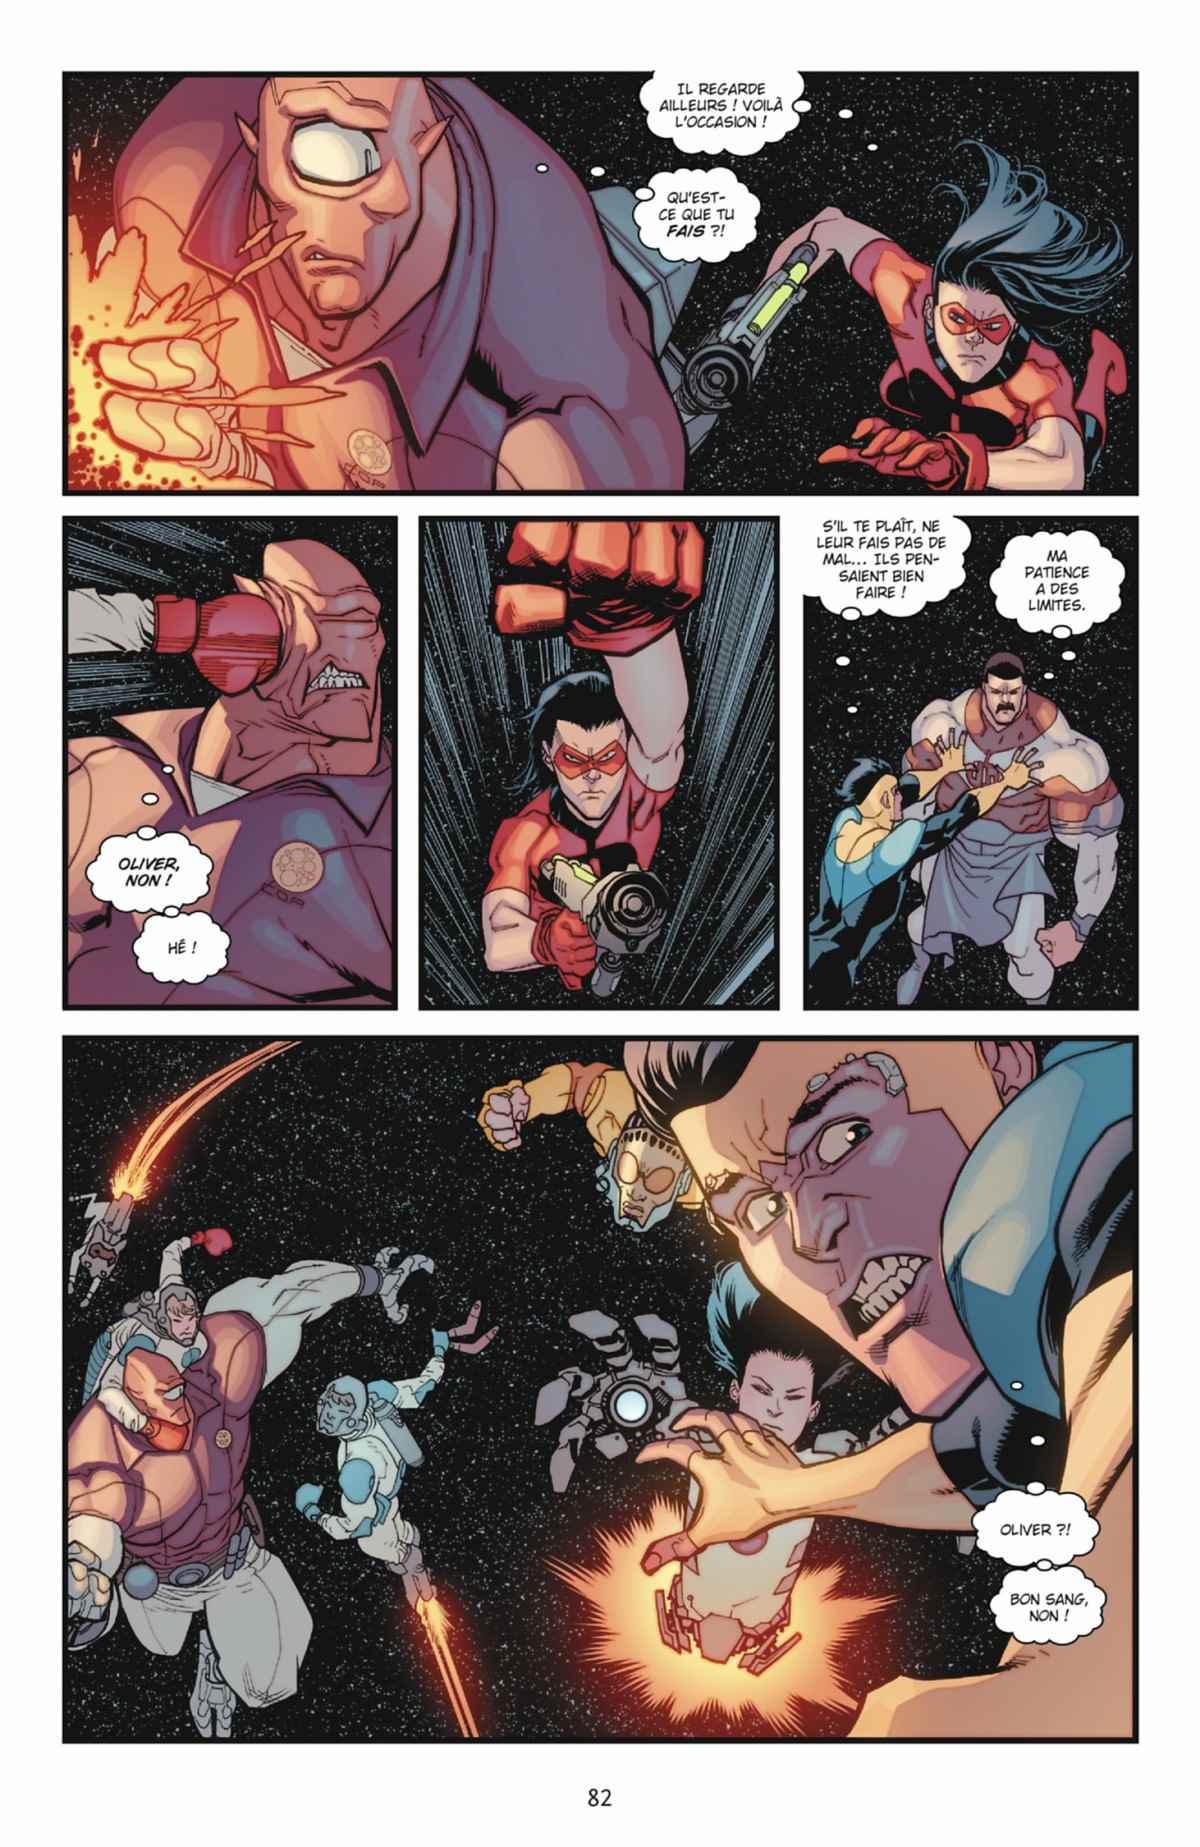 IL REGARDE
AILLEURS ! VOILÀ
L'OCCASION !
QU'EST-
CE QUE TU
FAIS ?!
OLIVER,
NON !
HÉ !
S'IL TE PLAÎT, NE
LEUR FAIS PAS DE
MAL... ILS PEN-
SAIENT BIEN
FAIRE !
MA
PATIENCE
A DES
LIMITES.
OLIVER ?!
BON SANG,
NON !
82